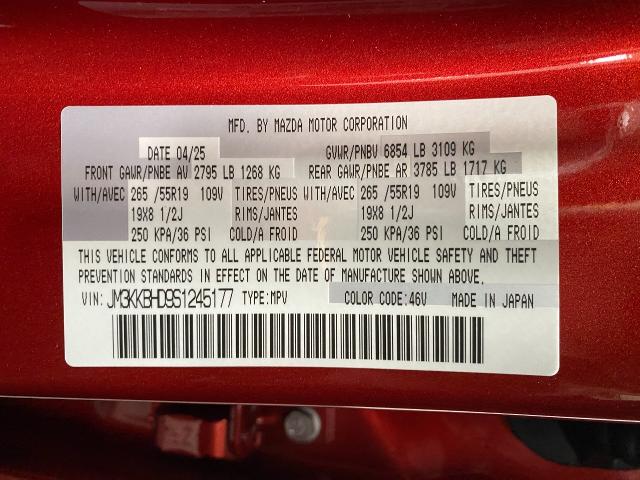 MFD. BY MAZDA MOTOR CORPORATION
DATE 04/25 GVWR/PNBV 6854 LB 3109 KG
FRONT GAWR/PNBE AV 2795 LB 1268 KG REAR GAWR/PNBE AR 3785 LB 1717 KG
WITH/AVEC 265 /55R19 109V TIRES/PNEUS WITH/AVEC 265 /55R19 109V TIRES/PNEUS
19X8 1/2J RIMS/JANTES 19X8 1/2J RIMS/JANTES
250 KPA/36 PSI COLD/A FROID 250 KPA/36 PSI COLD/A FROID
THIS VEHICLE CONFORMS TO ALL APPLICABLE FEDERAL MOTOR VEHICLE SAFETY AND THEFT
PREVENTION STANDARDS IN EFFECT ON THE DATE OF MANUFACTURE SHOWN ABOVE.
VIN: JM3KKBHD9S1245177 TYPE:MPV COLOR CODE:46V MADE IN JAPAN